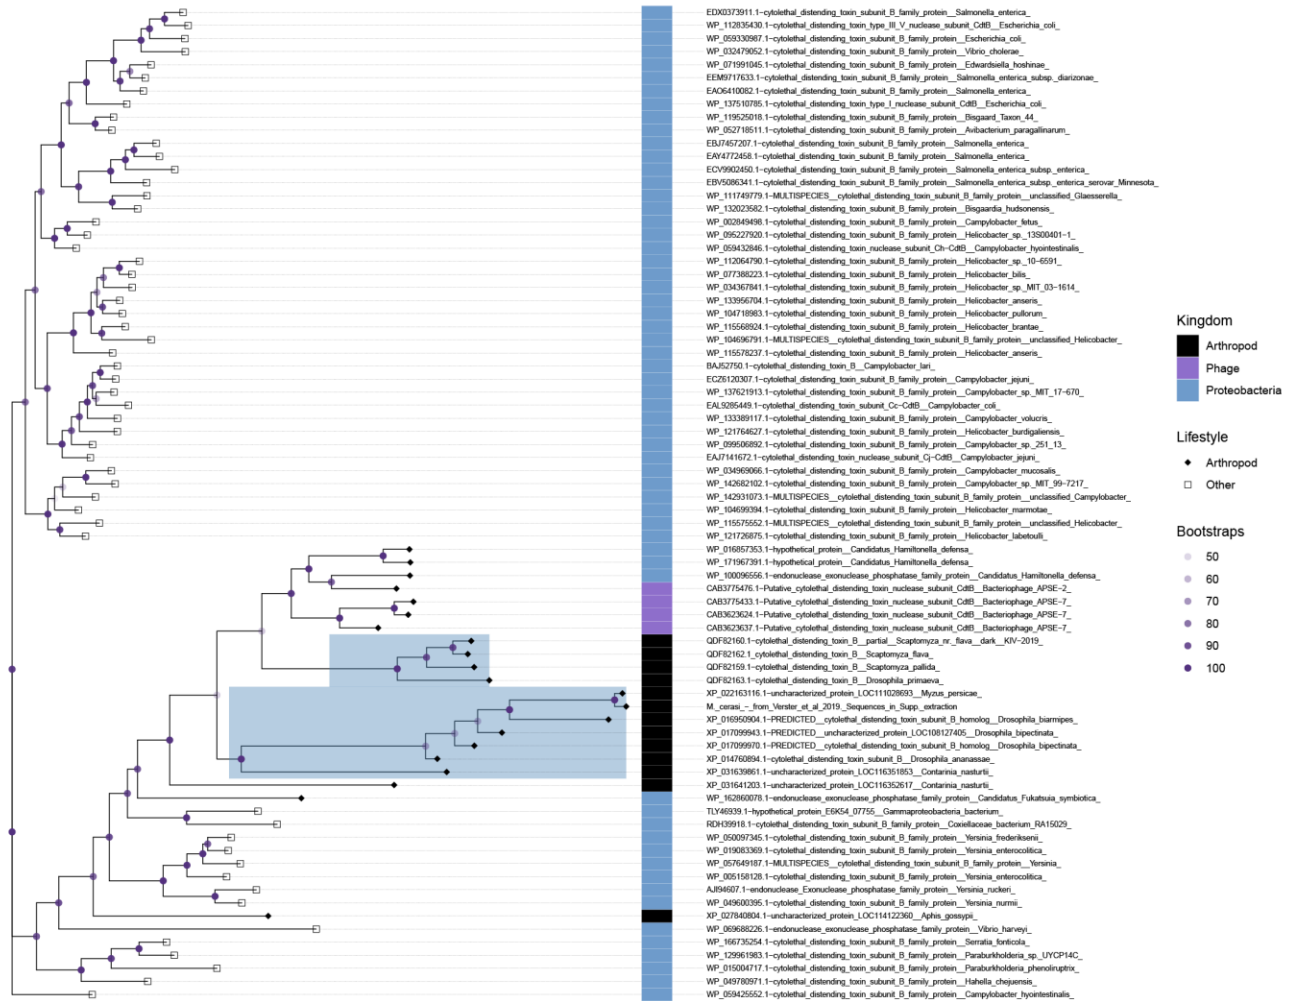 EDX0373911.1−cytolethal_distending_toxin_subunit_B_family_protein__Salmonella_enterica_
WP_112835430.1−cytolethal_distending_toxin_type_III_V_nuclease_subunit_CdtB__Escherichia_coli_
WP_059330987.1−cytolethal_distending_toxin_subunit_B_family_protein__Escherichia_coli_
WP_032479052.1−cytolethal_distending_toxin_subunit_B_family_protein__Vibrio_cholerae_
WP_071991045.1−cytolethal_distending_toxin_subunit_B_family_protein__Edwardsiella_hoshinae_
EEM9717633.1−cytolethal_distending_toxin_subunit_B_family_protein__Salmonella_enterica_subsp._diarizonae_
EAO6410082.1−cytolethal_distending_toxin_subunit_B_family_protein__Salmonella_enterica_
WP_137510785.1−cytolethal_distending_toxin_type_I_nuclease_subunit_CdtB__Escherichia_coli_
WP_119525018.1−cytolethal_distending_toxin_subunit_B_family_protein__Bisgaard_Taxon_44_
WP_052718511.1−cytolethal_distending_toxin_subunit_B_family_protein__Avibacterium_paragallinarum_
EBJ7457207.1−cytolethal_distending_toxin_subunit_B_family_protein__Salmonella_enterica_
EAY4772458.1−cytolethal_distending_toxin_subunit_B_family_protein__Salmonella_enterica_
ECV9902450.1−cytolethal_distending_toxin_subunit_B_family_protein__Salmonella_enterica_subsp._enterica_
EBV5086341.1−cytolethal_distending_toxin_subunit_B_family_protein__Salmonella_enterica_subsp._enterica_serovar_Minnesota_
WP_111749779.1−MULTISPECIES__cytolethal_distending_toxin_subunit_B_family_protein__unclassified_Glaesserella_
WP_132023582.1−cytolethal_distending_toxin_subunit_B_family_protein__Bisgaardia_hudsonensis_
WP_002849498.1−cytolethal_distending_toxin_subunit_B_family_protein__Campylobacter_fetus_
WP_095227920.1−cytolethal_distending_toxin_subunit_B_family_protein__Helicobacter_sp._13S00401−1_
WP_059432846.1−cytolethal_distending_toxin_nuclease_subunit_Ch−CdtB__Campylobacter_hyointestinalis_
WP_112064790.1−cytolethal_distending_toxin_subunit_B_family_protein__Helicobacter_sp._10−6591_
WP_077388223.1−cytolethal_distending_toxin_subunit_B_family_protein__Helicobacter_bilis_
WP_034367841.1−cytolethal_distending_toxin_subunit_B_family_protein__Helicobacter_sp._MIT_03−1614_
WP_133956704.1−cytolethal_distending_toxin_subunit_B_family_protein__Helicobacter_anseris_
WP_104718983.1−cytolethal_distending_toxin_subunit_B_family_protein__Helicobacter_pullorum_
WP_115568924.1−cytolethal_distending_toxin_subunit_B_family_protein__Helicobacter_brantae_
WP_104696791.1−MULTISPECIES__cytolethal_distending_toxin_subunit_B_family_protein__unclassified_Helicobacter_
WP_115578237.1−cytolethal_distending_toxin_subunit_B_family_protein__Helicobacter_anseris_
BAJ52750.1−cytolethal_distending_toxin_B__Campylobacter_lari_
ECZ6120307.1−cytolethal_distending_toxin_subunit_B_family_protein__Campylobacter_jejuni_
WP_137621913.1−cytolethal_distending_toxin_subunit_B_family_protein__Campylobacter_sp._MIT_17−670_
EAL9285449.1−cytolethal_distending_toxin_subunit_Cc−CdtB__Campylobacter_coli_
WP_133389117.1−cytolethal_distending_toxin_subunit_B_family_protein__Campylobacter_volucris_
WP_121764627.1−cytolethal_distending_toxin_subunit_B_family_protein__Helicobacter_burdigaliensis_
WP_099506892.1−cytolethal_distending_toxin_subunit_B_family_protein__Campylobacter_sp._251_13_
EAJ7141672.1−cytolethal_distending_toxin_nuclease_subunit_Cj−CdtB__Campylobacter_jejuni_
WP_034969066.1−cytolethal_distending_toxin_subunit_B_family_protein__Campylobacter_mucosalis_
WP_142682102.1−cytolethal_distending_toxin_subunit_B_family_protein__Campylobacter_sp._MIT_99−7217_
WP_142931073.1−MULTISPECIES__cytolethal_distending_toxin_subunit_B_family_protein__unclassified_Campylobacter_
WP_104699394.1−cytolethal_distending_toxin_subunit_B_family_protein__Helicobacter_marmotae_
WP_115575552.1−MULTISPECIES__cytolethal_distending_toxin_subunit_B_family_protein__unclassified_Helicobacter_
WP_121726875.1−cytolethal_distending_toxin_subunit_B_family_protein__Helicobacter_labetoulli_
WP_016857353.1−hypothetical_protein__Candidatus_Hamiltonella_defensa_
WP_171967391.1−hypothetical_protein__Candidatus_Hamiltonella_defensa_
WP_100096556.1−endonuclease_exonuclease_phosphatase_family_protein__Candidatus_Hamiltonella_defensa_
CAB3775476.1−Putative_cytolethal_distending_toxin_nuclease_subunit_CdtB__Bacteriophage_APSE−2_
CAB3775433.1−Putative_cytolethal_distending_toxin_nuclease_subunit_CdtB__Bacteriophage_APSE−7_
CAB3623624.1−Putative_cytolethal_distending_toxin_nuclease_subunit_CdtB__Bacteriophage_APSE−7_
CAB3623637.1−Putative_cytolethal_distending_toxin_nuclease_subunit_CdtB__Bacteriophage_APSE−7_
QDF82160.1−cytolethal_distending_toxin_B__partial__Scaptomyza_nr._flava__dark__KIV−2019_
QDF82162.1−cytolethal_distending_toxin_B__Scaptomyza_flava_
QDF82159.1−cytolethal_distending_toxin_B__Scaptomyza_pallida_
QDF82163.1−cytolethal_distending_toxin_B__Drosophila_primaeva_
XP_022163116.1−uncharacterized_protein_LOC111028693__Myzus_persicae_
M._cerasi_−_from_Verster_et_al_2019._Sequences_in_Supp._extraction
XP_016950904.1−PREDICTED__cytolethal_distending_toxin_subunit_B_homolog__Drosophila_biarmipes_
XP_017099943.1−PREDICTED__uncharacterized_protein_LOC108127405__Drosophila_bipectinata_
XP_017099970.1−PREDICTED__cytolethal_distending_toxin_subunit_B_homolog__Drosophila_bipectinata_
XP_014760894.1−cytolethal_distending_toxin_subunit_B__Drosophila_ananassae_
XP_031639861.1−uncharacterized_protein_LOC116351853__Contarinia_nasturtii_
XP_031641203.1−uncharacterized_protein_LOC116352617__Contarinia_nasturtii_
WP_162860078.1−endonuclease_exonuclease_phosphatase_family_protein__Candidatus_Fukatsuia_symbiotica_
TLY46939.1−hypothetical_protein_E6K54_07755__Gammaproteobacteria_bacterium_
RDH39918.1−cytolethal_distending_toxin_subunit_B_family_protein__Coxiellaceae_bacterium_RA15029_
WP_050097345.1−cytolethal_distending_toxin_subunit_B_family_protein__Yersinia_frederiksenii_
WP_019083369.1−cytolethal_distending_toxin_subunit_B_family_protein__Yersinia_enterocolitica_
WP_057649187.1−MULTISPECIES__cytolethal_distending_toxin_subunit_B_family_protein__Yersinia_
WP_005158128.1−cytolethal_distending_toxin_subunit_B_family_protein__Yersinia_enterocolitica_
AJI94607.1−endonuclease_Exonuclease_phosphatase_family_protein__Yersinia_ruckeri_
WP_049600395.1−cytolethal_distending_toxin_subunit_B_family_protein__Yersinia_nurmii_
XP_027840804.1−uncharacterized_protein_LOC114122360__Aphis_gossypii_
WP_069688226.1−endonuclease_exonuclease_phosphatase_family_protein__Vibrio_harveyi_
WP_166735254.1−cytolethal_distending_toxin_subunit_B_family_protein__Serratia_fonticola_
WP_129961983.1−cytolethal_distending_toxin_subunit_B_family_protein__Paraburkholderia_sp._UYCP14C_
WP_015004717.1−cytolethal_distending_toxin_subunit_B_family_protein__Paraburkholderia_phenoliruptrix_
WP_049780971.1−cytolethal_distending_toxin_subunit_B_family_protein__Hahella_chejuensis_
WP_059425552.1−cytolethal_distending_toxin_subunit_B_family_protein__Campylobacter_hyointestinalis_
Kingdom
Arthropod
Phage
Proteobacteria
Lifestyle
Arthropod
Other
Bootstraps
50
60
70
80
90
100